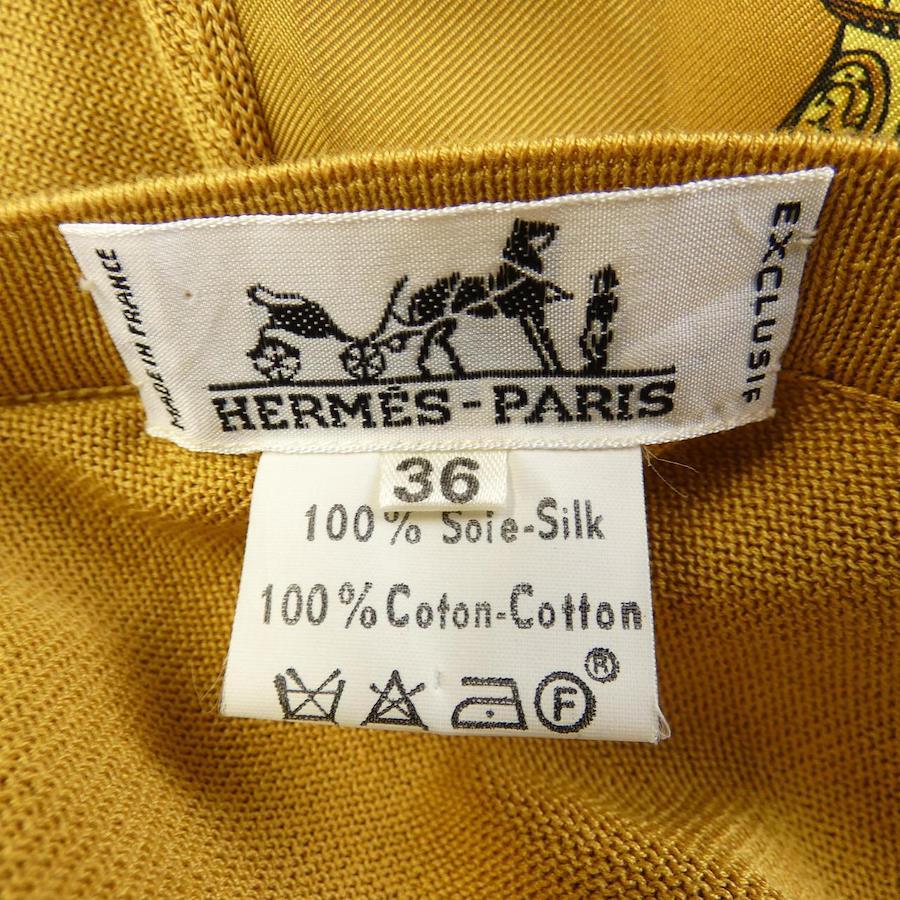 MADE IN FRANCE
EXCLUSIF
HERMÈS-PARIS
36
100% Soie-Silk
100% Coton-Cotton
®
F